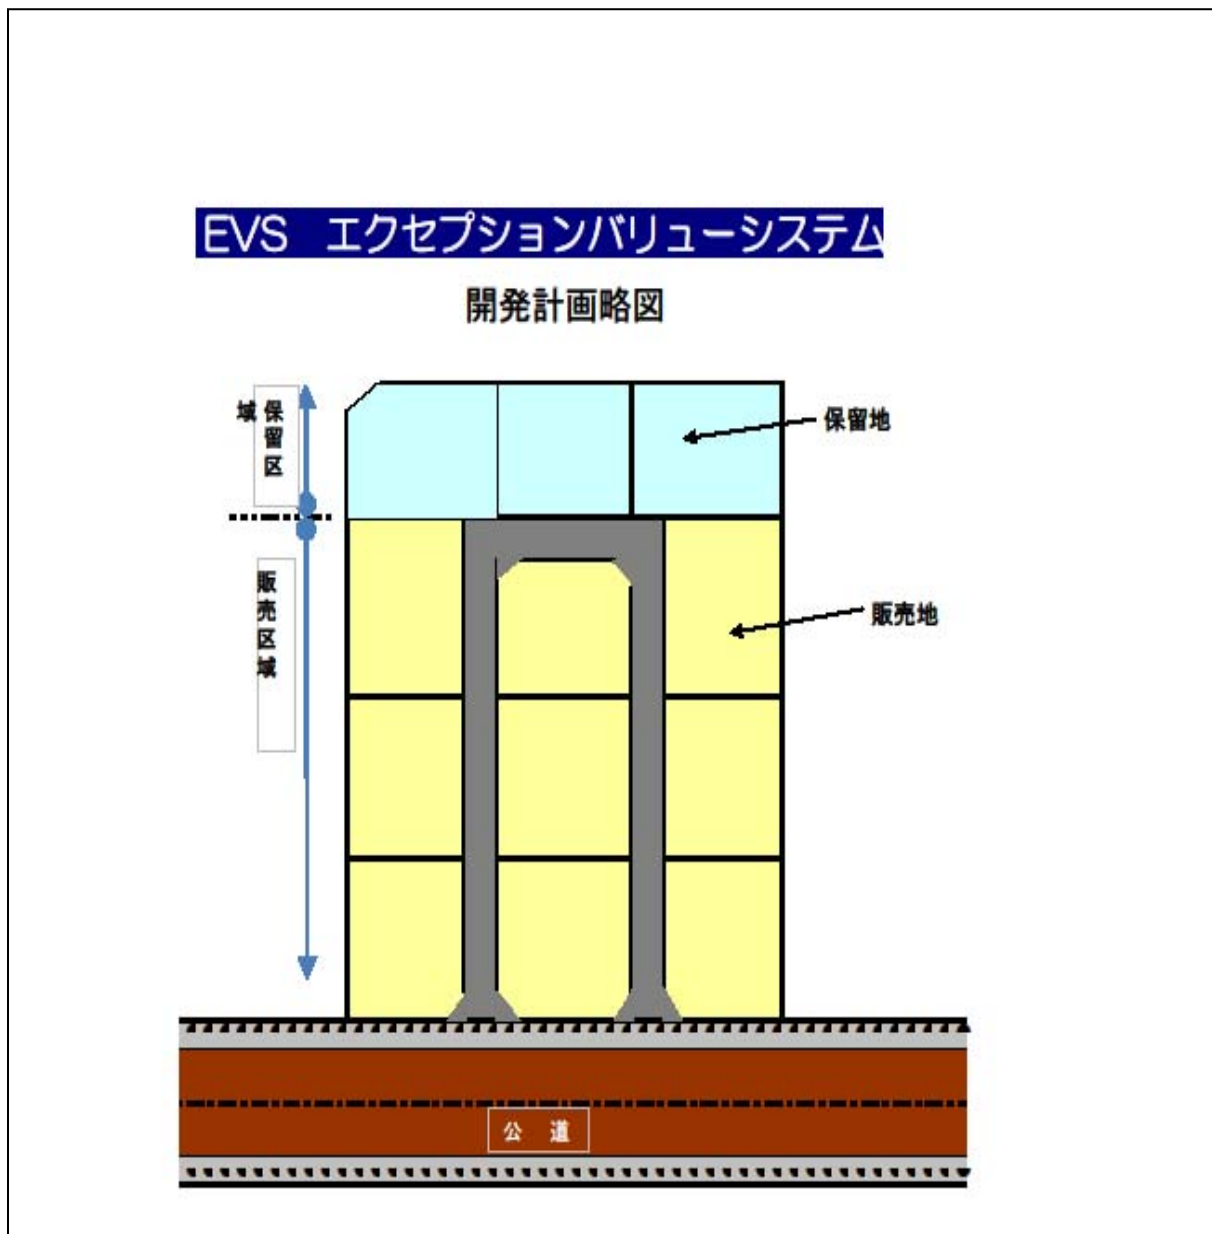 EVS　エクセプションバリューシステム
開発計画略図
保留区
域
保留地
販売区域
販売地
公　道